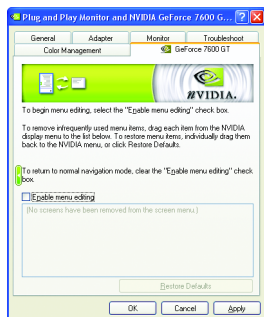 Plug and Play Monitor and NVIDIA GeForce 7600 G...
General
Adapter
Monitor
Troubleshoot
Color Management
GeForce 7600 GT
NVIDIA.
To begin menu editing, select the "Enable menu editing" check box.
To remove infrequently used menu items, drag each item from the NVIDIA
display menu to the list below. To restore menu items, individually drag them
back to the NVIDIA menu, or click Restore Defaults.
To return to normal navigation mode, clear the "Enable menu editing" check
box.
Enable menu editing
(No screens have been removed from the screen menu.)
Restore Defaults
OK
Cancel
Apply